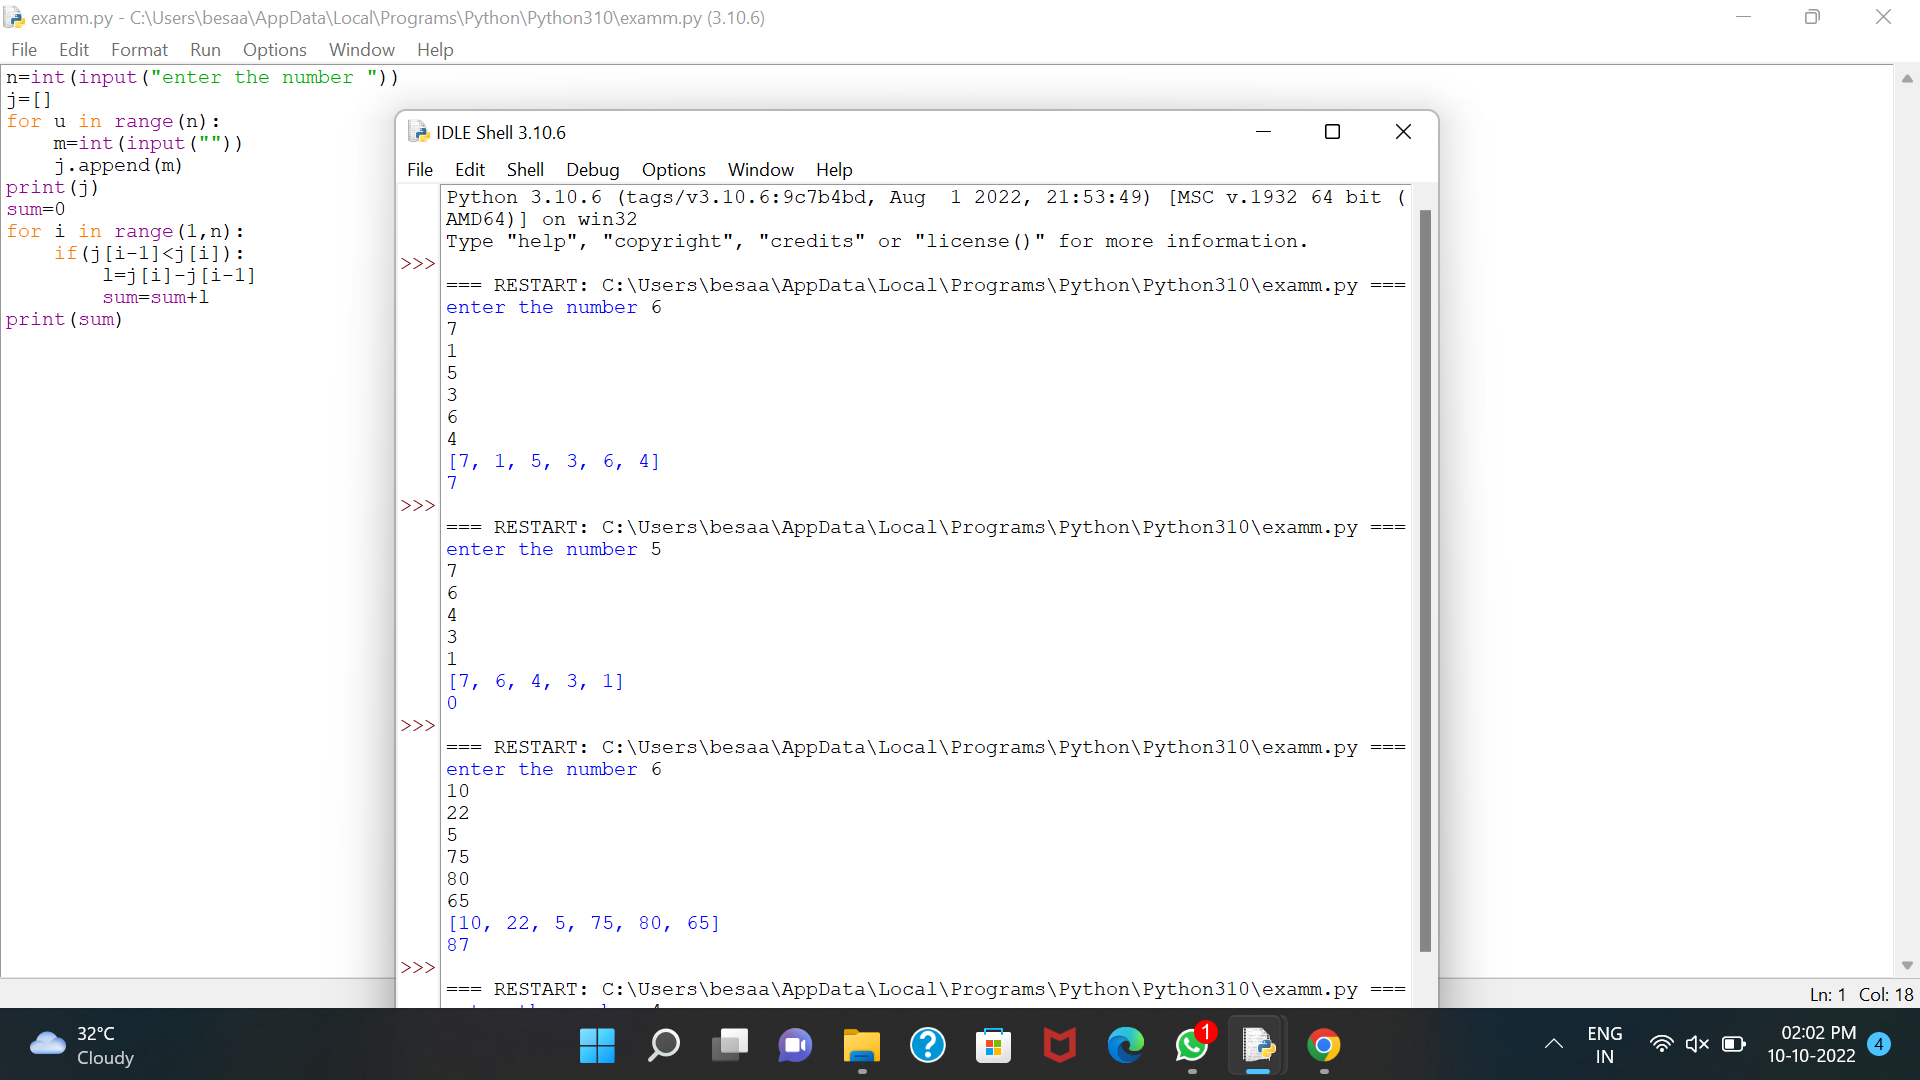 examm.py - C:\Users\besaa\AppData\Local\Programs\Python\Python310\examm.py (3.10.6)
File Edit Format Run Options Window Help
n=int(input("enter the number "))
j=[]
for u in range(n):
    m=int(input(""))
    j.append(m)
print(j)
sum=0
for i in range(1,n):
    if(j[i-1]<j[i]):
        l=j[i]-j[i-1]
        sum=sum+l
print(sum)
IDLE Shell 3.10.6
File Edit Shell Debug Options Window Help
Python 3.10.6 (tags/v3.10.6:9c7b4bd, Aug  1 2022, 21:53:49) [MSC v.1932 64 bit (
AMD64)] on win32
Type "help", "copyright", "credits" or "license()" for more information.
>>>
=== RESTART: C:\Users\besaa\AppData\Local\Programs\Python\Python310\examm.py ===
enter the number 6
7
1
5
3
6
4
[7, 1, 5, 3, 6, 4]
7
>>>
=== RESTART: C:\Users\besaa\AppData\Local\Programs\Python\Python310\examm.py ===
enter the number 5
7
6
4
3
1
[7, 6, 4, 3, 1]
0
>>>
=== RESTART: C:\Users\besaa\AppData\Local\Programs\Python\Python310\examm.py ===
enter the number 6
10
22
5
75
80
65
[10, 22, 5, 75, 80, 65]
87
>>>
=== RESTART: C:\Users\besaa\AppData\Local\Programs\Python\Python310\examm.py ===
Ln: 1 Col: 18
32°C
Cloudy
1
ENG
IN
02:02 PM
10-10-2022
4